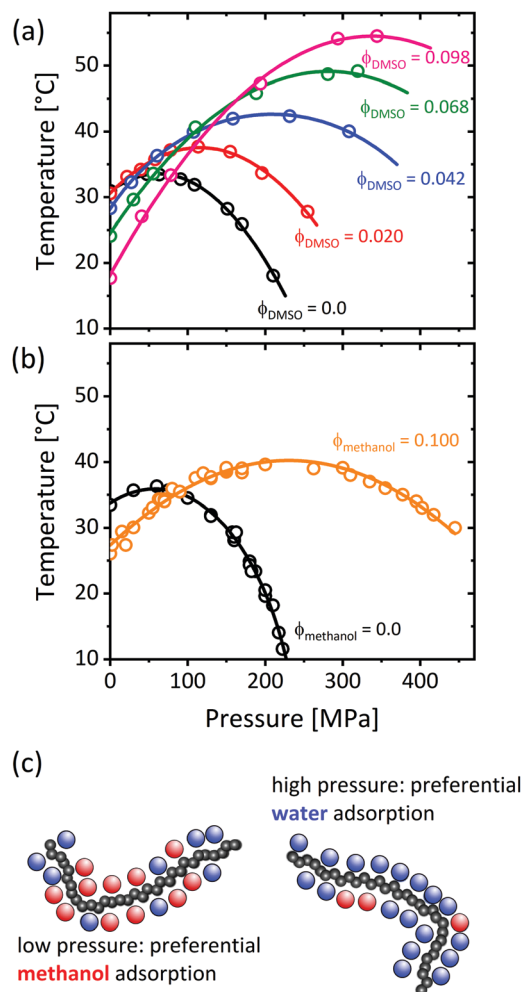 (a)
Temperature [°C]
50
40
30
20
10
ϕDMSO = 0.098
ϕDMSO = 0.068
ϕDMSO = 0.042
ϕDMSO = 0.020
ϕDMSO = 0.0
(b)
Temperature [°C]
50
40
30
20
10
ϕmethanol = 0.100
ϕmethanol = 0.0
0 100 200 300 400
Pressure [MPa]
(c)
high pressure: preferential
water adsorption
low pressure: preferential
methanol adsorption